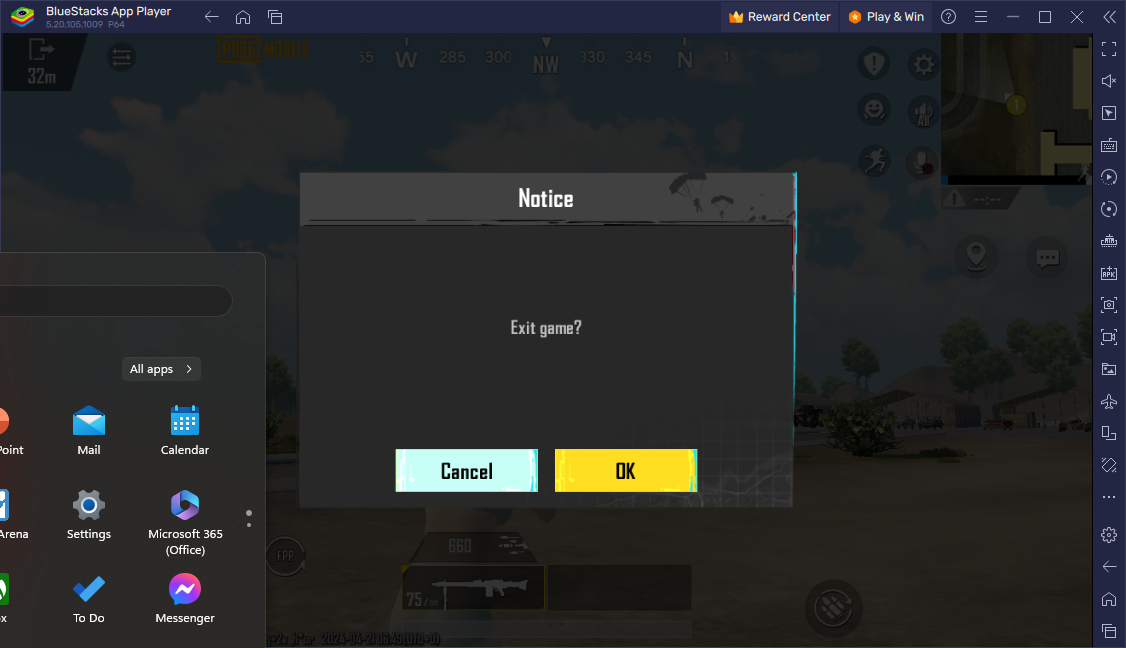 BlueStacks App Player
5.20.105.1009 P64
Reward Center
Play & Win
32m
PUBG MOBILE
W
285
300
NW
330
345
N
1
Notice
Exit game?
Cancel
OK
All apps
Point
Mail
Calendar
Arena
Settings
Microsoft 365
(Office)
x
To Do
Messenger
FPP
660
75/∞
APK